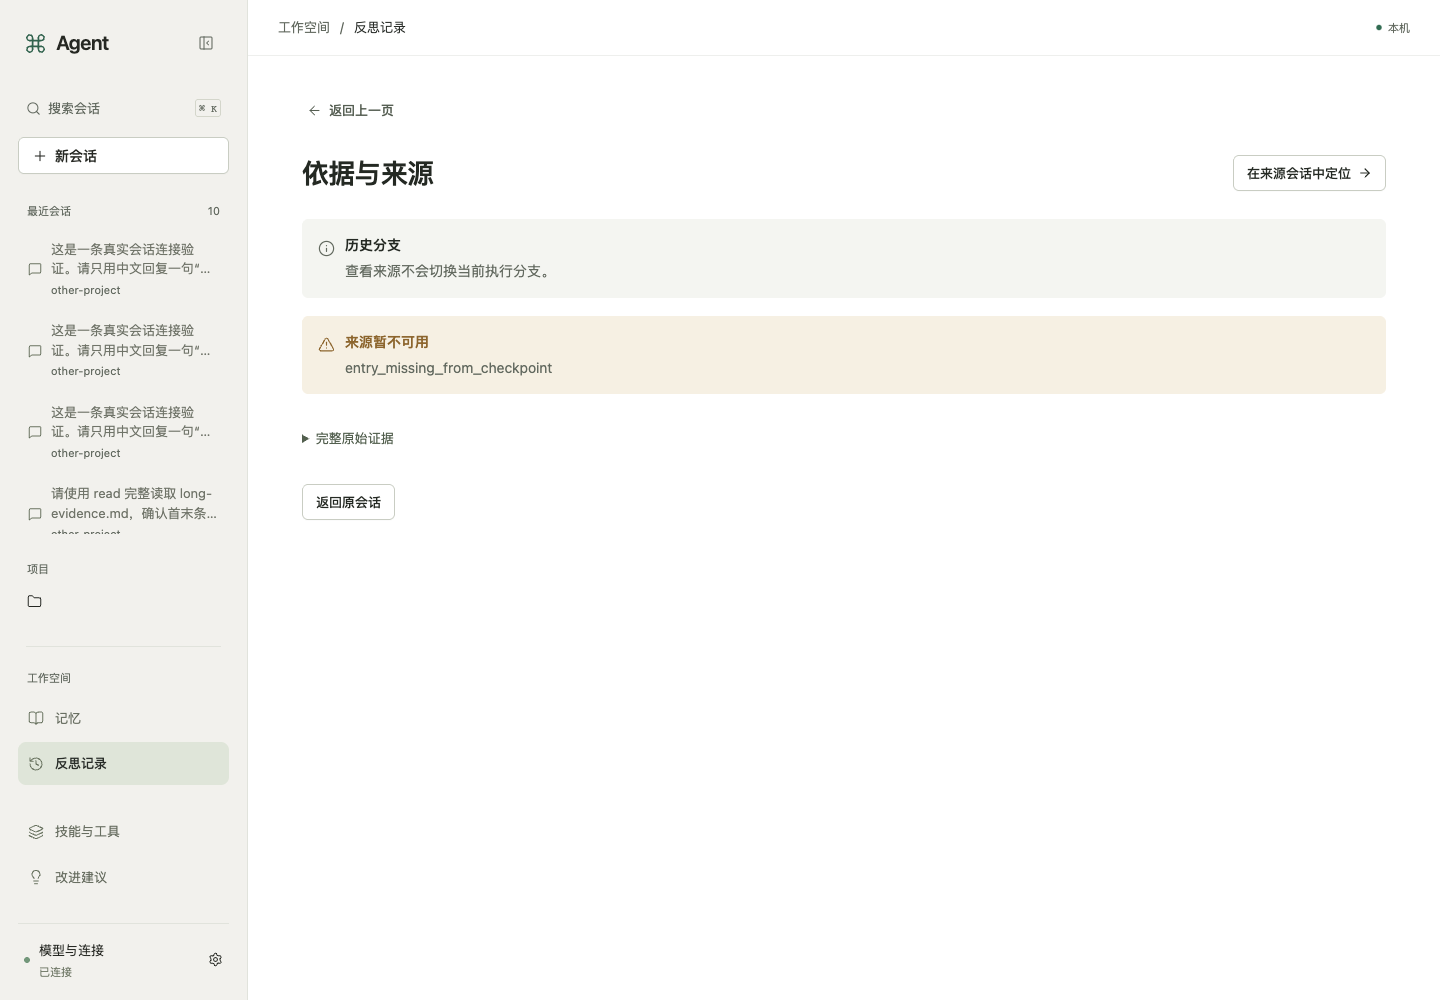 Agent
搜索会话
⌘ K
新会话
最近会话
10
这是一条真实会话连接验
证。请只用中文回复一句“...
other-project
这是一条真实会话连接验
证。请只用中文回复一句“...
other-project
这是一条真实会话连接验
证。请只用中文回复一句“...
other-project
请使用 read 完整读取 long-
evidence.md，确认首末条...
other-project
项目
工作空间
记忆
反思记录
技能与工具
改进建议
模型与连接
已连接
工作空间 / 反思记录
本机
返回上一页
依据与来源
在来源会话中定位
历史分支
查看来源不会切换当前执行分支。
来源暂不可用
entry_missing_from_checkpoint
完整原始证据
返回原会话